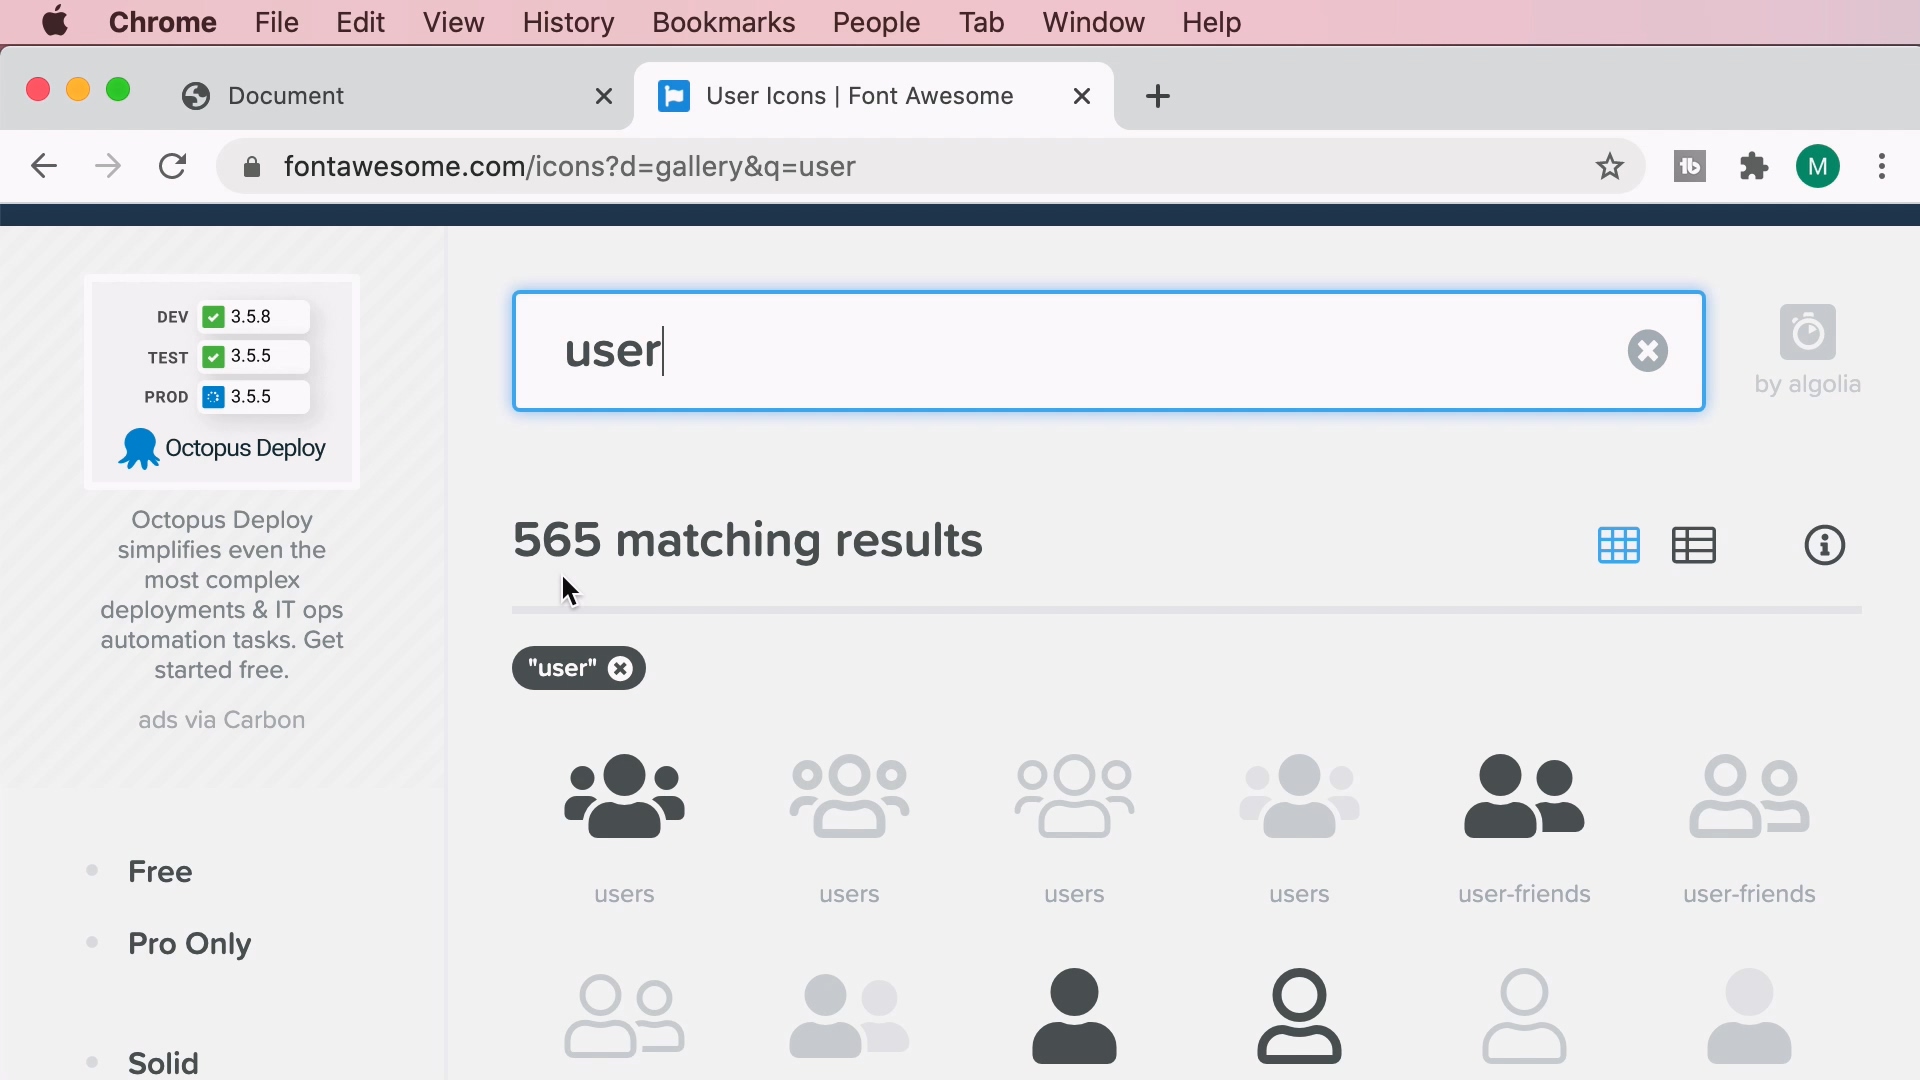 Chrome File Edit View History Bookmarks People Tab Window Help
Document
User Icons | Font Awesome
fontawesome.com/icons?d=gallery&q=user
M
DEV 3.5.8
TEST 3.5.5
PROD 3.5.5
Octopus Deploy
Octopus Deploy
simplifies even the
most complex
deployments & IT ops
automation tasks. Get
started free.
ads via Carbon
Free
Pro Only
Solid
user
by algolia
565 matching results
"user"
users users users users user-friends user-friends